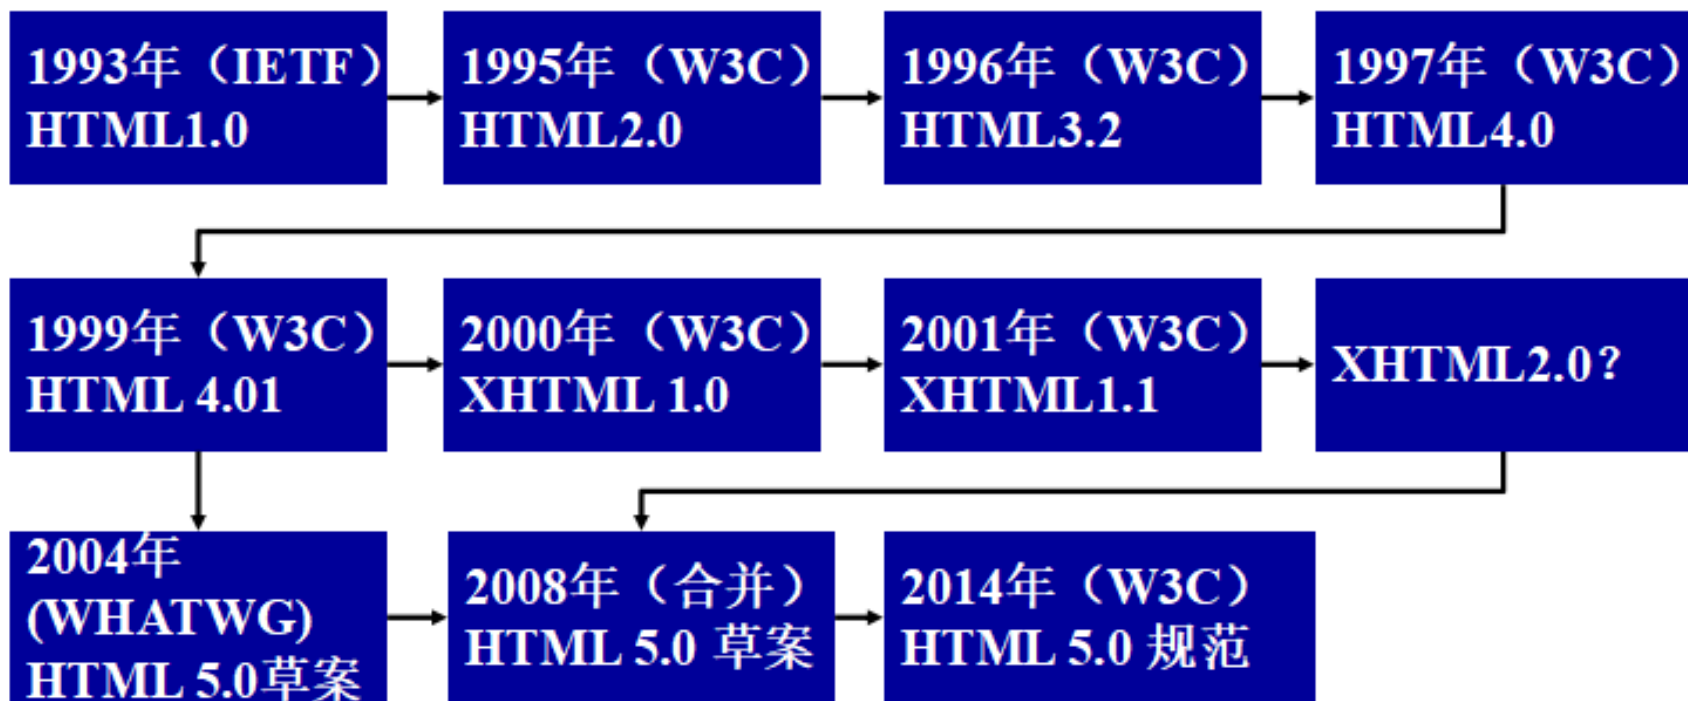 1993年（IETF）
HTML1.0
1995年（W3C）
HTML2.0
1996年（W3C）
HTML3.2
1997年（W3C）
HTML4.0
1999年（W3C）
HTML 4.01
2000年（W3C）
XHTML 1.0
2001年（W3C）
XHTML1.1
XHTML2.0？
2004年
(WHATWG)
HTML 5.0草案
2008年（合并）
HTML 5.0 草案
2014年（W3C）
HTML 5.0 规范